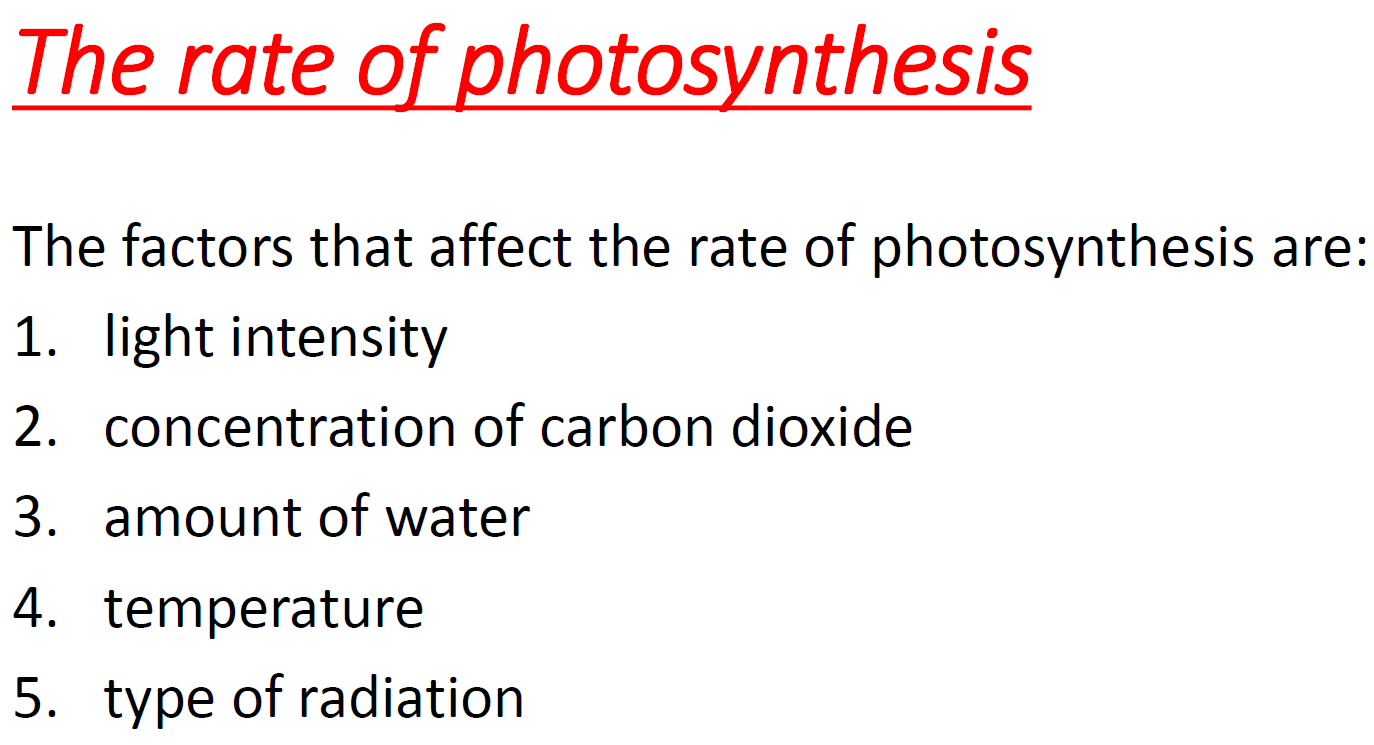 The rate of photosynthesis
The factors that affect the rate of photosynthesis are:
1. light intensity
2. concentration of carbon dioxide
3. amount of water
4. temperature
5. type of radiation